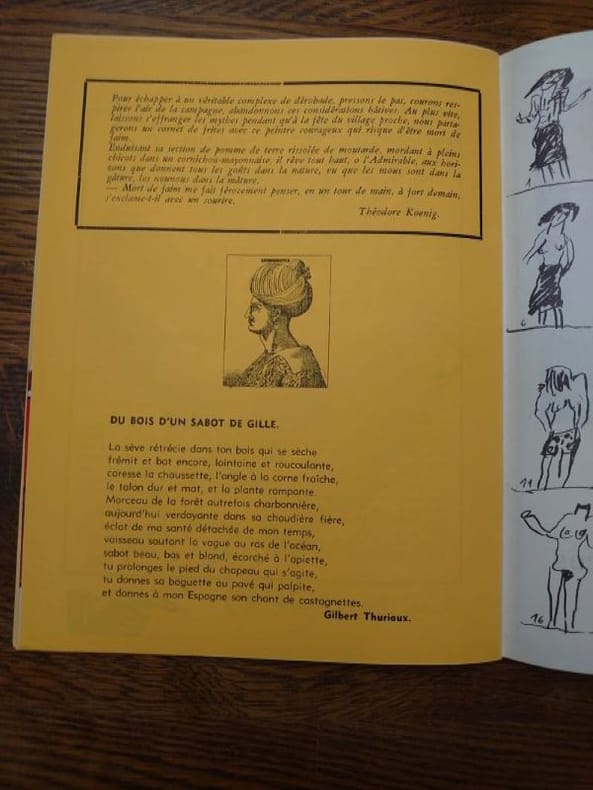 Pour échapper à un véritable complexe de dérobade, pressons le pas, courons res-
pirer l'air de la campagne, abandonnons ces considérations hâtives. Au plus vite,
laissons s'effranger les mythes pendant qu'à la fête du village proche, nous parta-
gerons un cornet de frites avec ce peintre courageux qui risque d'être mort de
faim.
Enduisant sa section de pomme de terre rissolée de moutarde, mordant à pleins
chicots dans un cornichou-mayonnaise, il rêve tout haut, o l'Admirable, aux hori-
zons que donnent tous les goûts dans la nature, vu que les mous sont dans la
gâture, les nounous dans la mâture.
— Mort de faim me fait férocement penser, en un tour de main, à fort demain,
s'exclame-t-il avec un sourire.
Théodore Koenig.
DU BOIS D'UN SABOT DE GILLE.
La sève rétrécie dans ton bois qui se sèche
frémit et bat encore, lointaine et roucoulante,
caresse la chaussette, l'ongle à la corne fraîche,
le talon dur et mat, et la plante rampante.
Morceau de la forêt autrefois charbonnière,
aujourd'hui verdoyante dans sa chaudière fière,
éclat de ma santé détachée de mon temps,
vaisseau sautant la vague au ras de l'océan,
sabot beau, bas et blond, écorché à l'apiette,
tu prolonges le pied du chapeau qui s'agite,
tu donnes sa baguette au pavé qui palpite,
et donnes à mon Espagne son chant de castagnettes.
Gilbert Thuriaux.
1
6
11
16